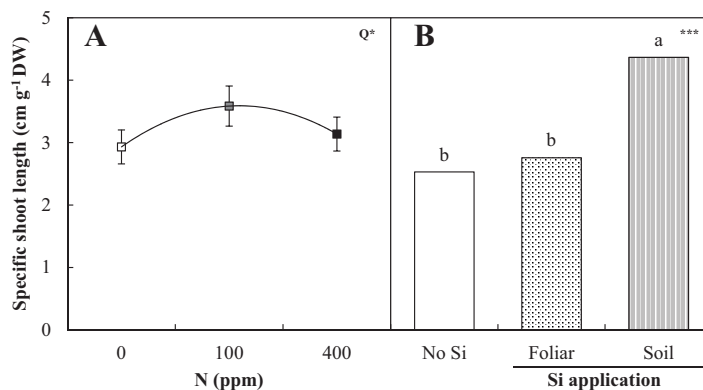 Specific shoot length (cm g⁻¹ DW)
5
4
3
2
1
0
A
Q*
0
100
400
N (ppm)
B
***
b
b
a
No Si
Foliar
Soil
Si application